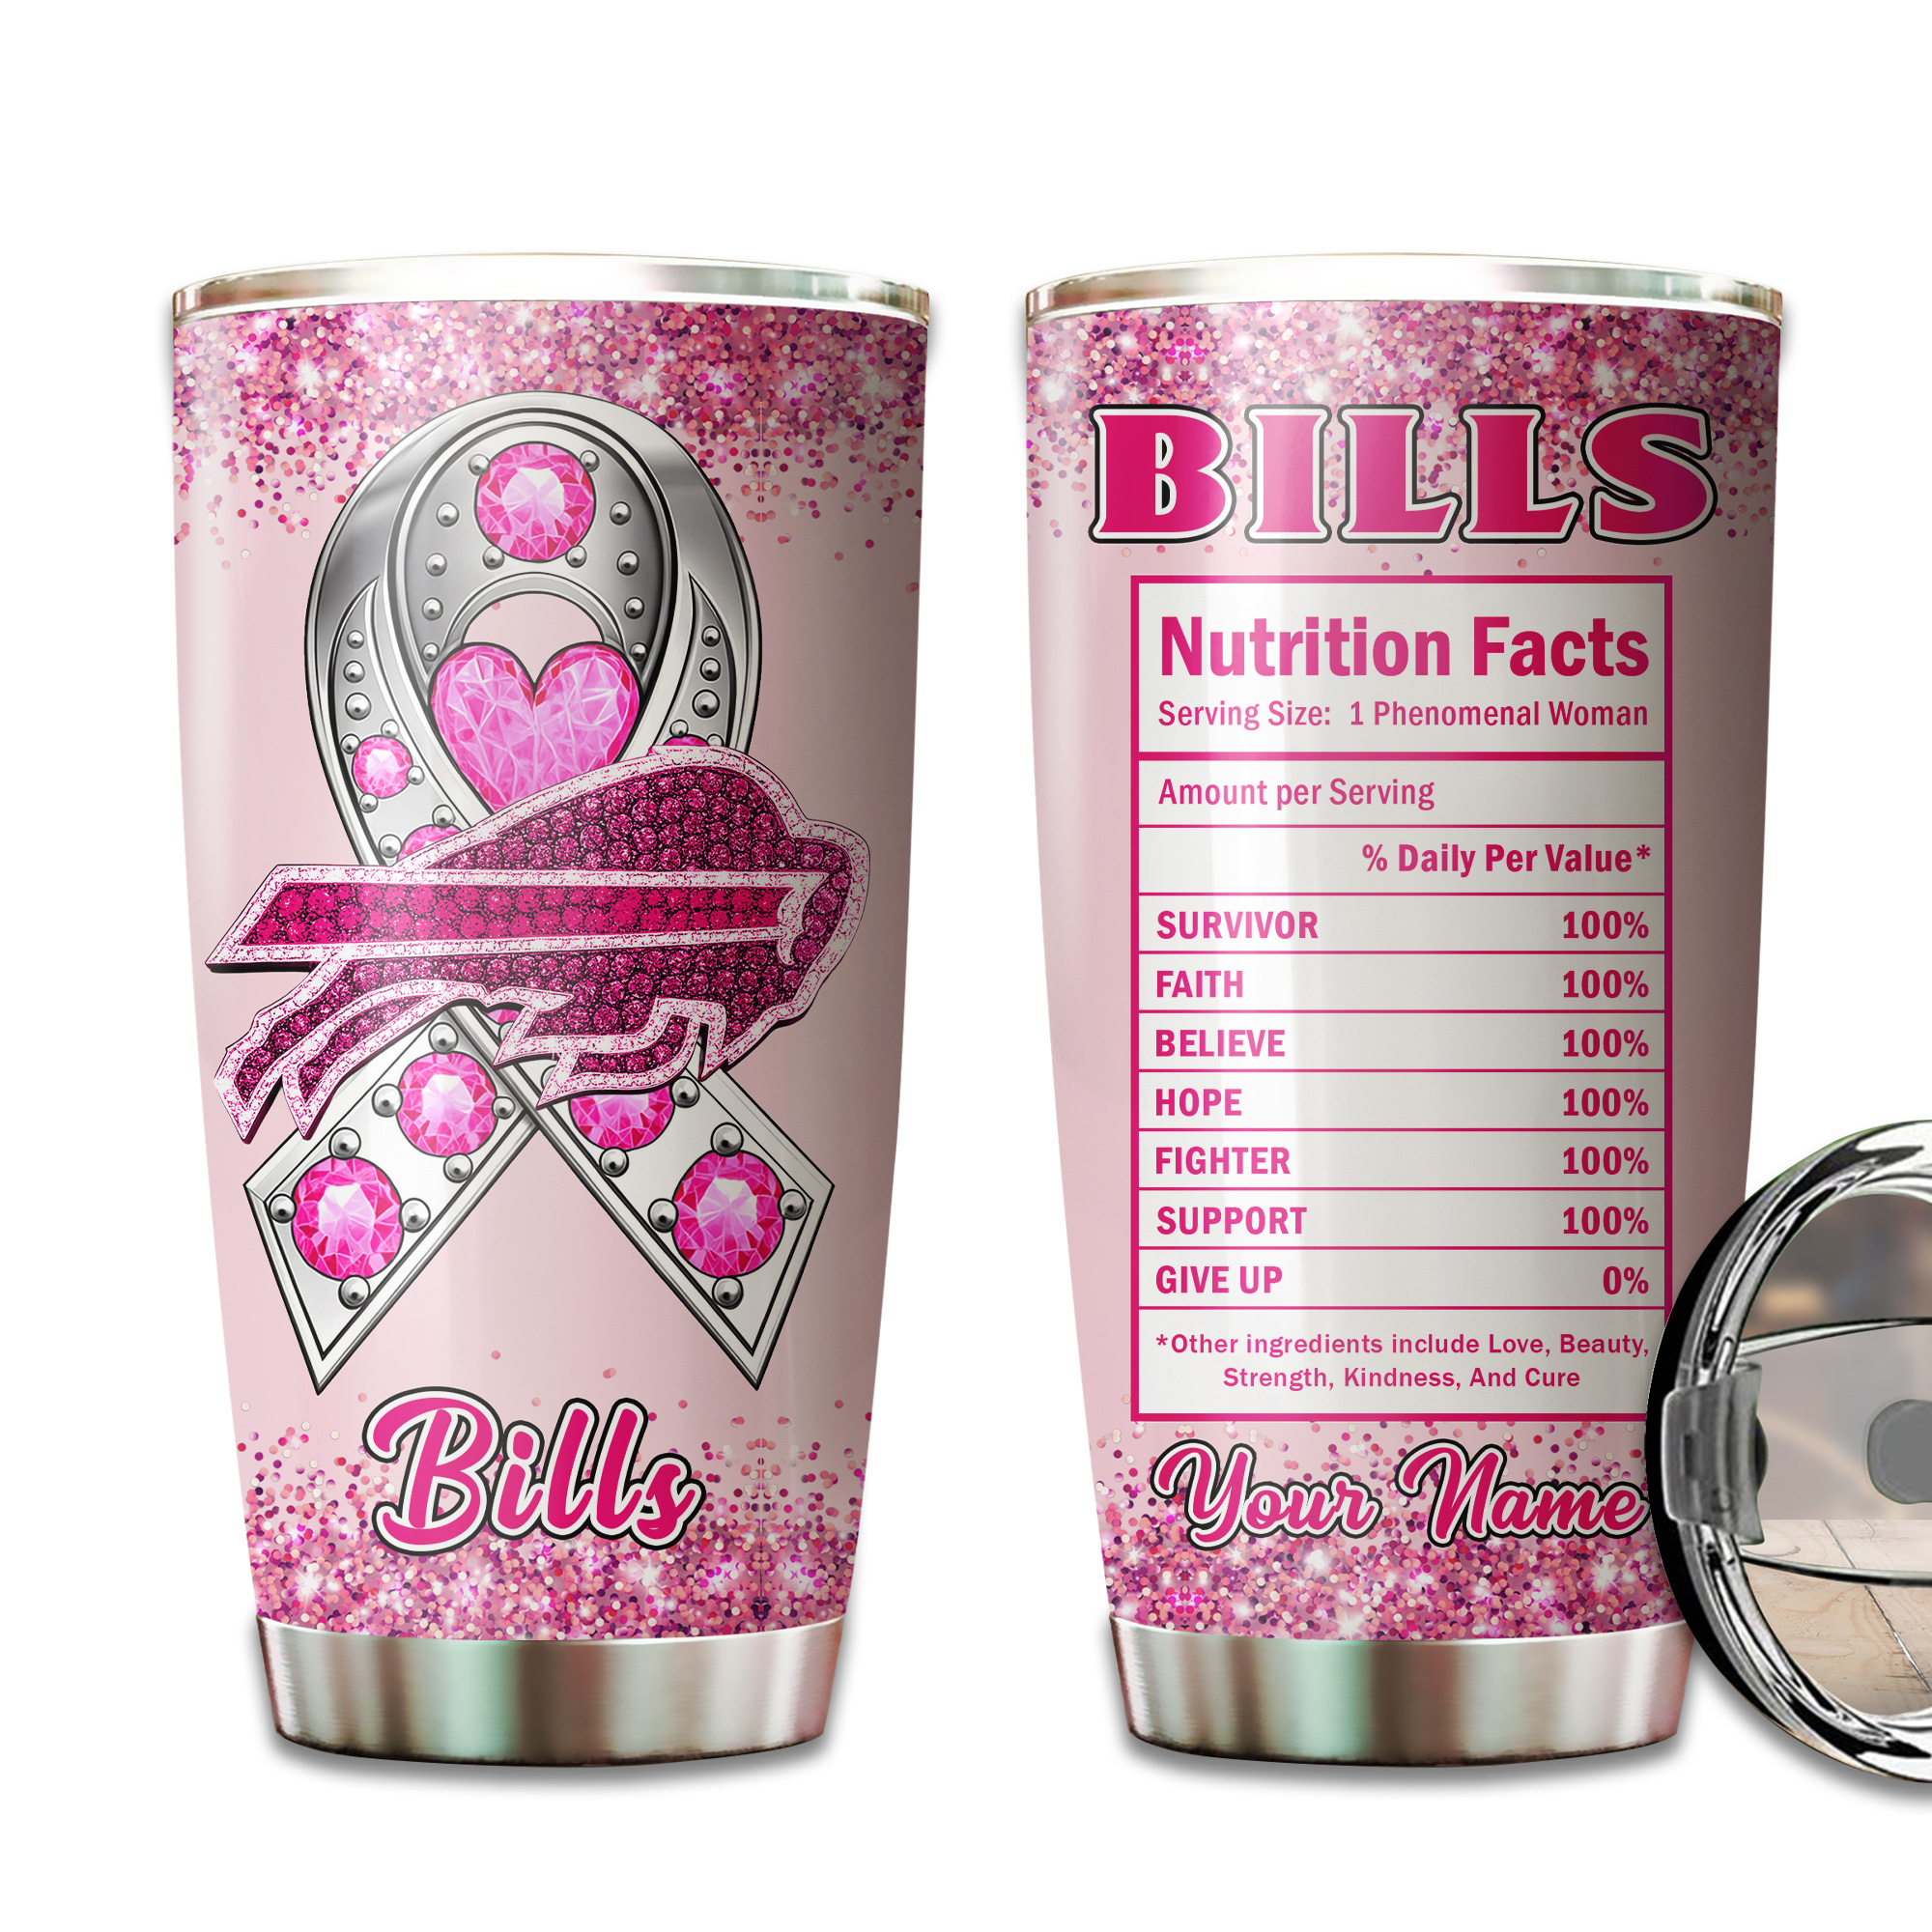 Bills
BILLS
Nutrition Facts
Serving Size: 1 Phenomenal Woman
Amount per Serving
% Daily Per Value*
SURVIVOR 100%
FAITH 100%
BELIEVE 100%
HOPE 100%
FIGHTER 100%
SUPPORT 100%
GIVE UP 0%
*Other ingredients include Love, Beauty,
Strength, Kindness, And Cure
Your Name